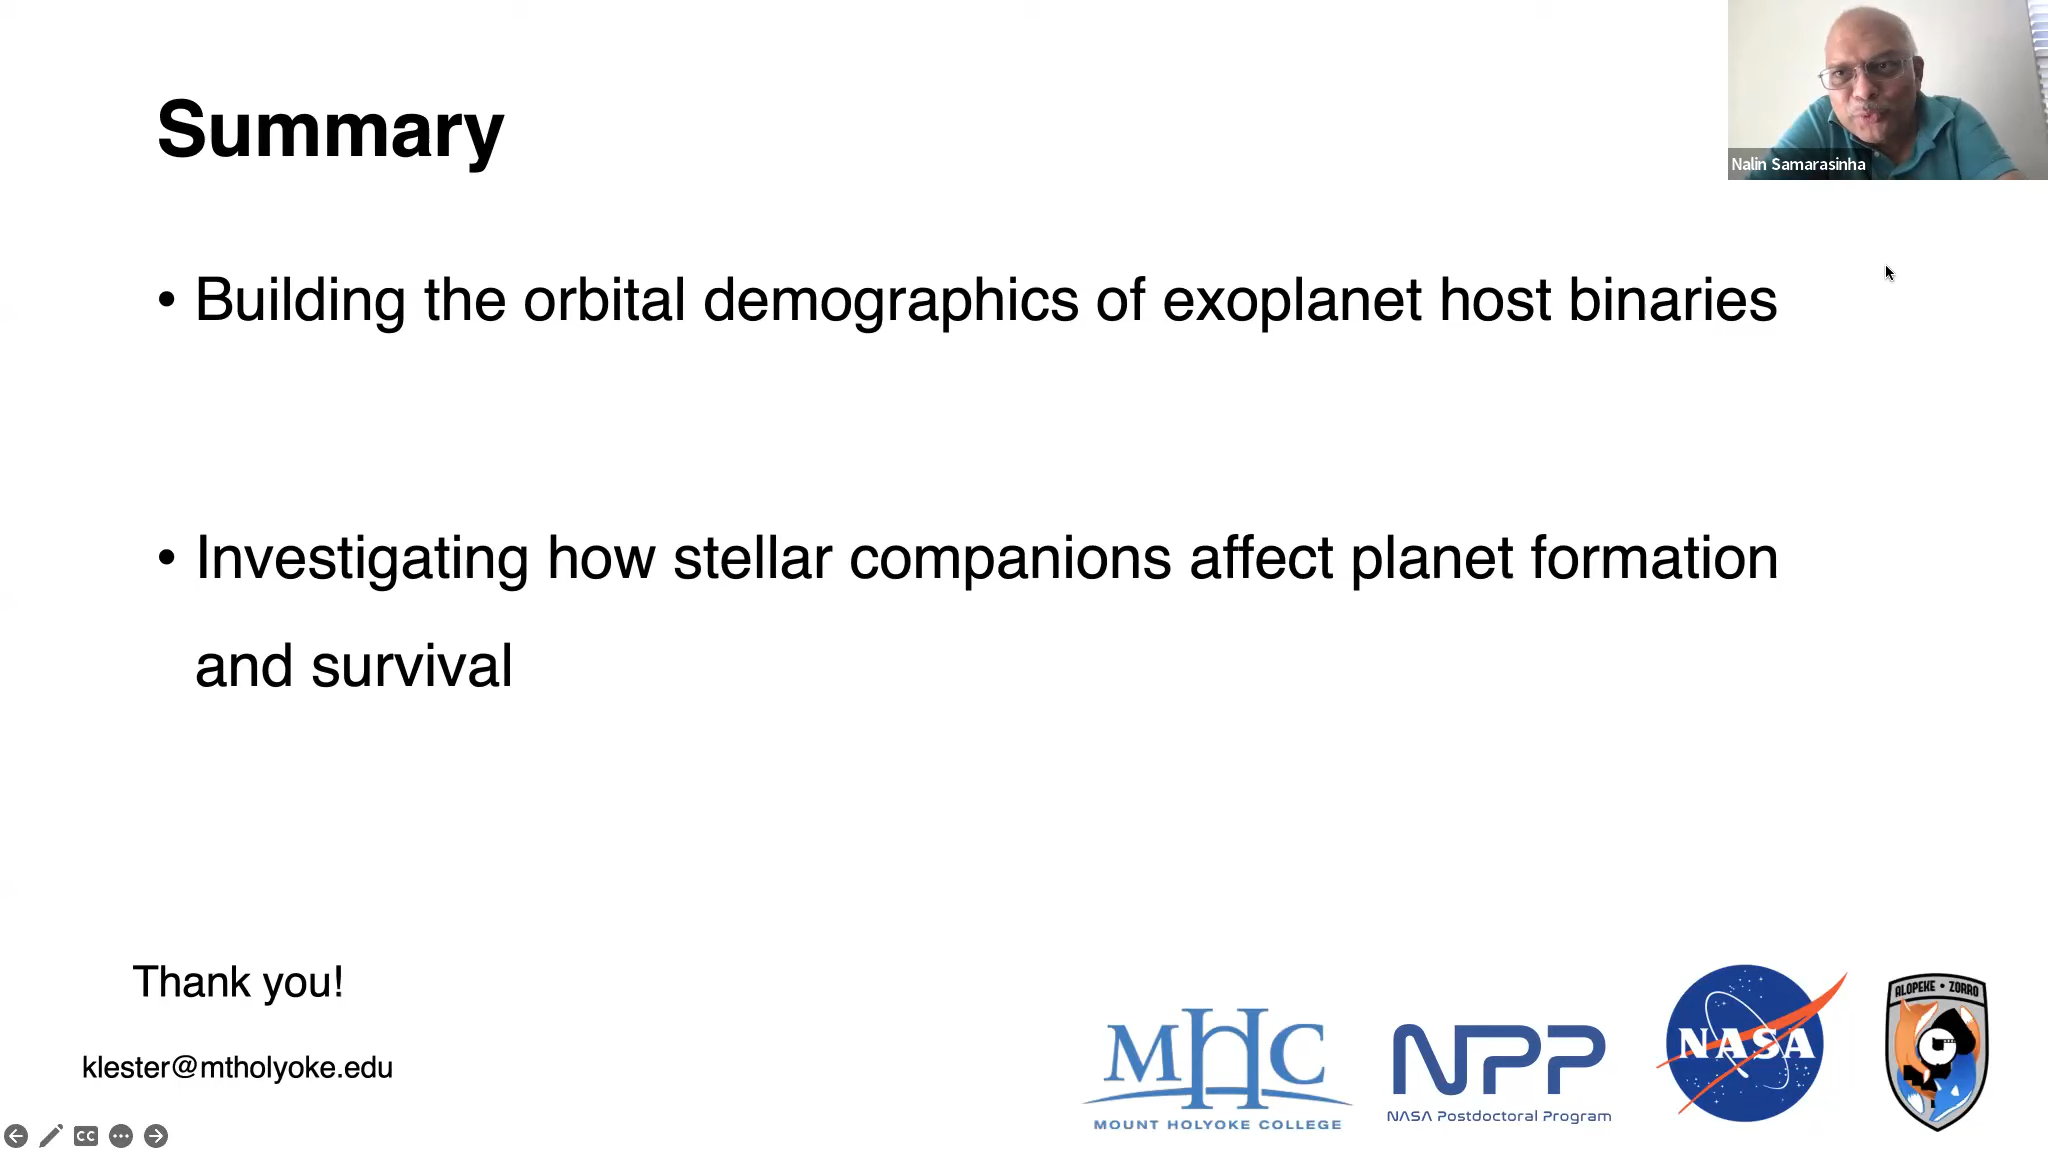 Summary
Nalin Samarasinha
• Building the orbital demographics of exoplanet host binaries
• Investigating how stellar companions affect planet formation
and survival
Thank you!
klester@mtholyoke.edu
MHC
MOUNT HOLYOKE COLLEGE
NPP
NASA Postdoctoral Program
NASA
ALOPEKE • ZORRO
CC